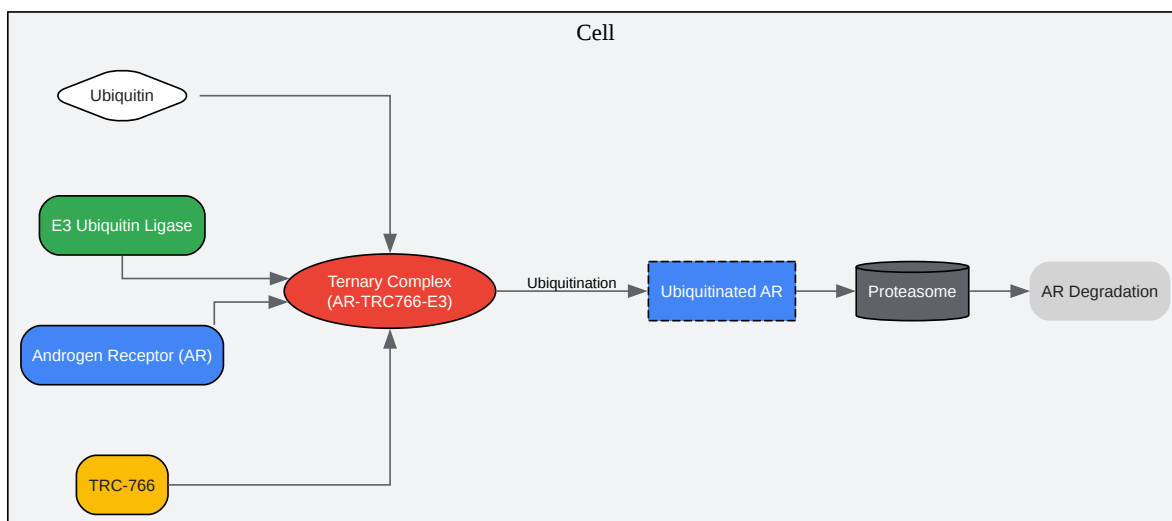 Cell
Ubiquitin
E3 Ubiquitin Ligase
Ternary Complex
(AR-TRC766-E3)
Ubiquitination
Ubiquitinated AR
Proteasome
AR Degradation
Androgen Receptor (AR)
TRC-766